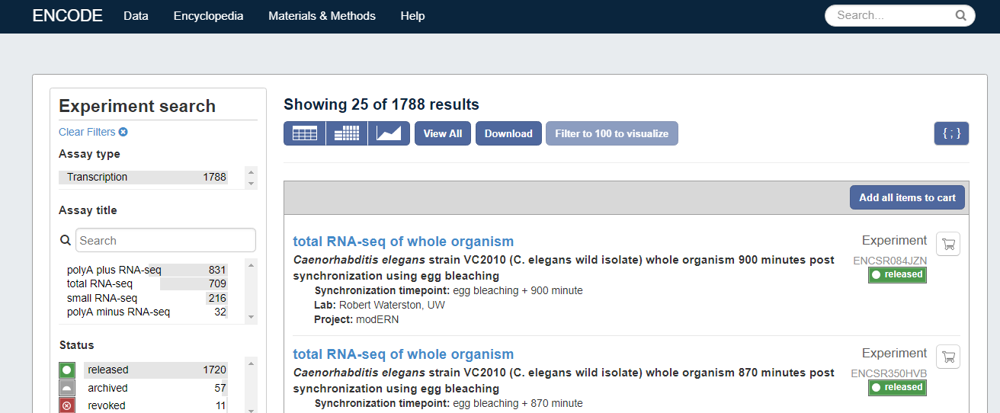 ENCODE Data Encyclopedia Materials & Methods Help Search...
Experiment search
Clear Filters
Assay type
Transcription 1788
Assay title
Search
polyA plus RNA-seq 831
total RNA-seq 709
small RNA-seq 216
polyA minus RNA-seq 32
Status
released 1720
archived 57
revoked 11
Showing 25 of 1788 results
View All Download Filter to 100 to visualize { ; }
Add all items to cart
total RNA-seq of whole organism
Experiment
Caenorhabditis elegans strain VC2010 (C. elegans wild isolate) whole organism 900 minutes post
synchronization using egg bleaching
ENCSR084JZN
released
Synchronization timepoint: egg bleaching + 900 minute
Lab: Robert Waterston, UW
Project: modERN
total RNA-seq of whole organism
Experiment
Caenorhabditis elegans strain VC2010 (C. elegans wild isolate) whole organism 870 minutes post
synchronization using egg bleaching
ENCSR350HVB
released
Synchronization timepoint: egg bleaching + 870 minute